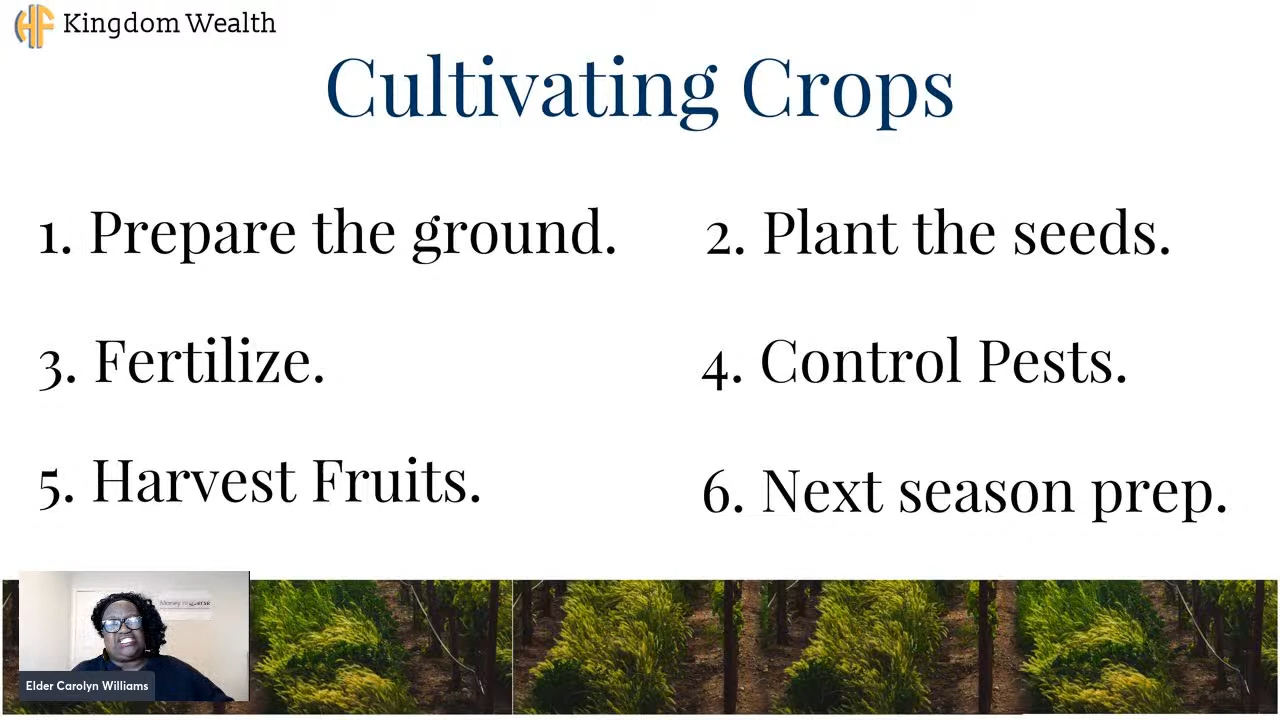 HF Kingdom Wealth
Cultivating Crops
1. Prepare the ground.
2. Plant the seeds.
3. Fertilize.
4. Control Pests.
5. Harvest Fruits.
6. Next season prep.
Elder Carolyn Williams